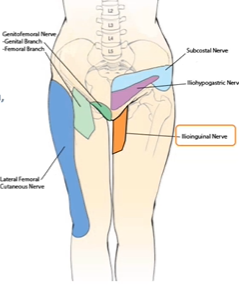 L2
L3
L4
L5
Genitofemoral Nerve
-Genital Branch
-Femoral Branch
Subcostal Nerve
Iliohypogastric Nerve
Ilioinguinal Nerve
Lateral Femoral
Cutaneous Nerve